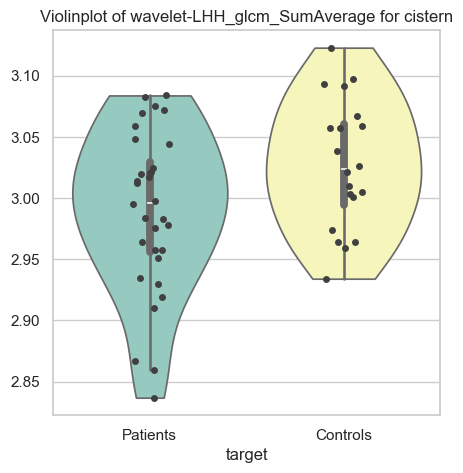 Violinplot of wavelet-LHH_glcm_SumAverage for cistern
3.10
3.05
3.00
2.95
2.90
2.85
Patients Controls
target